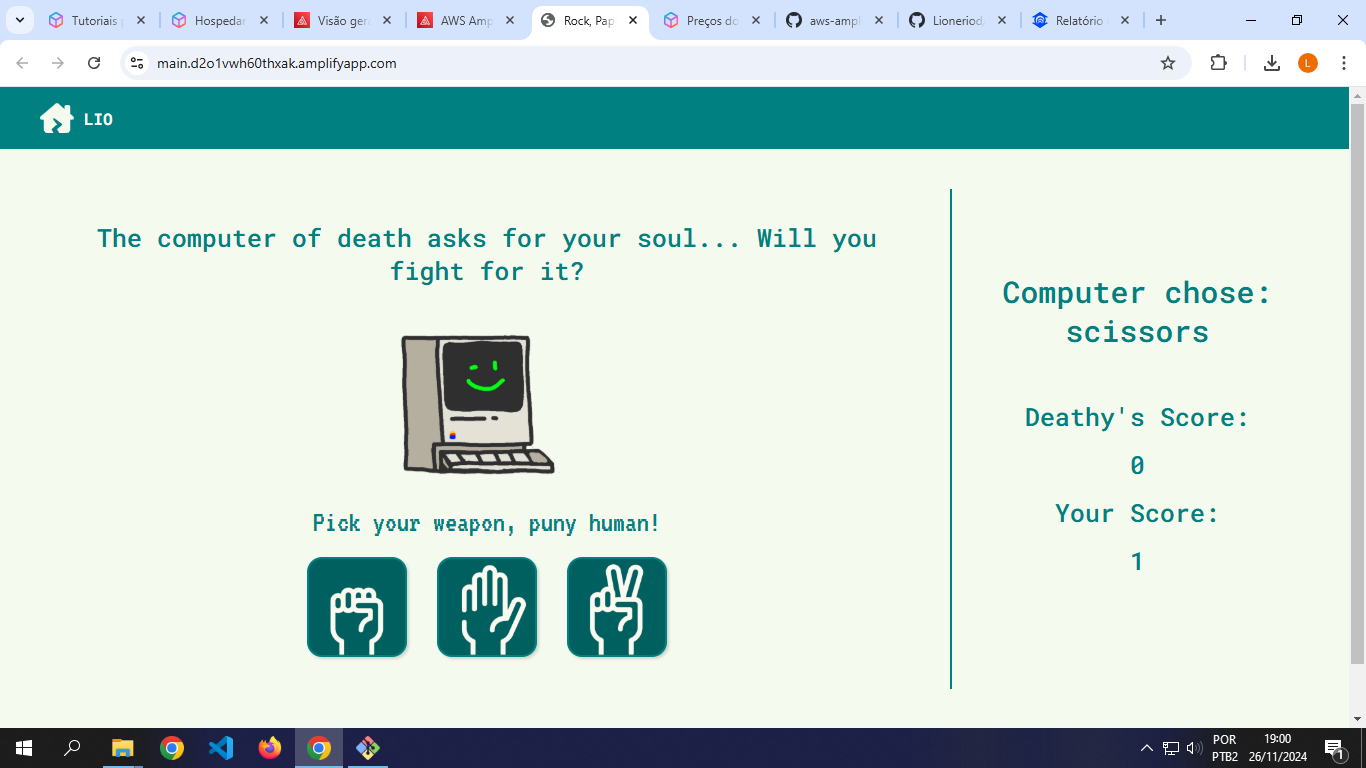 Tutoriais
Hospedar
Visão ger
AWS Amp
Rock, Pap
Preços do
aws-ampl
Lioneriod
Relatório
main.d2o1vwh60thxak.amplifyapp.com
L
LIO
The computer of death asks for your soul... Will you
fight for it?
Pick your weapon, puny human!
Computer chose:
scissors
Deathy's Score:
0
Your Score:
1
POR
PTB2
19:00
26/11/2024
1